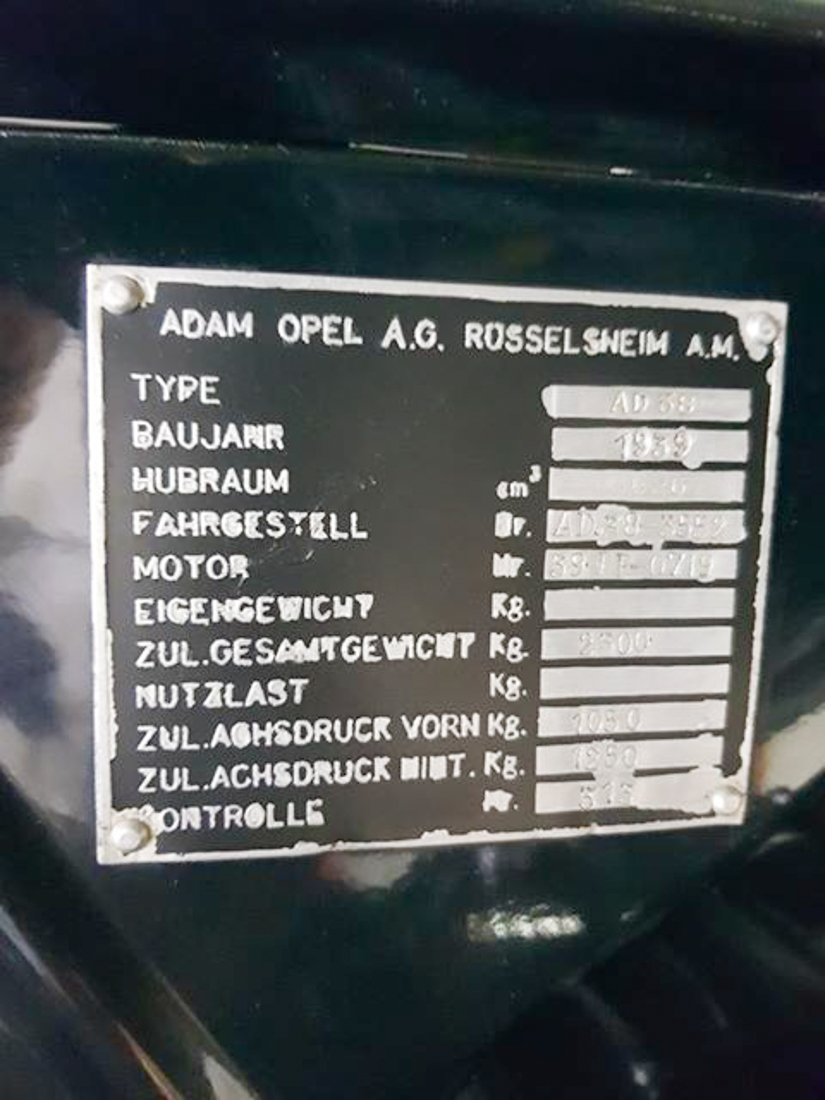 ADAM OPEL A.G. RÜSSELSHEIM A.M.
TYPE AD 38
BAUJAHR 1939
HUBRAUM cm³
FAHRGESTELL Nr.
MOTOR Nr.
EIGENGEWICHT Kg.
ZUL.GESAMTGEWICHT Kg.
NUTZLAST Kg.
ZUL.ACHSDRUCK VORN Kg. 1080
ZUL.ACHSDRUCK HINT. Kg.
KONTROLLE Nr.